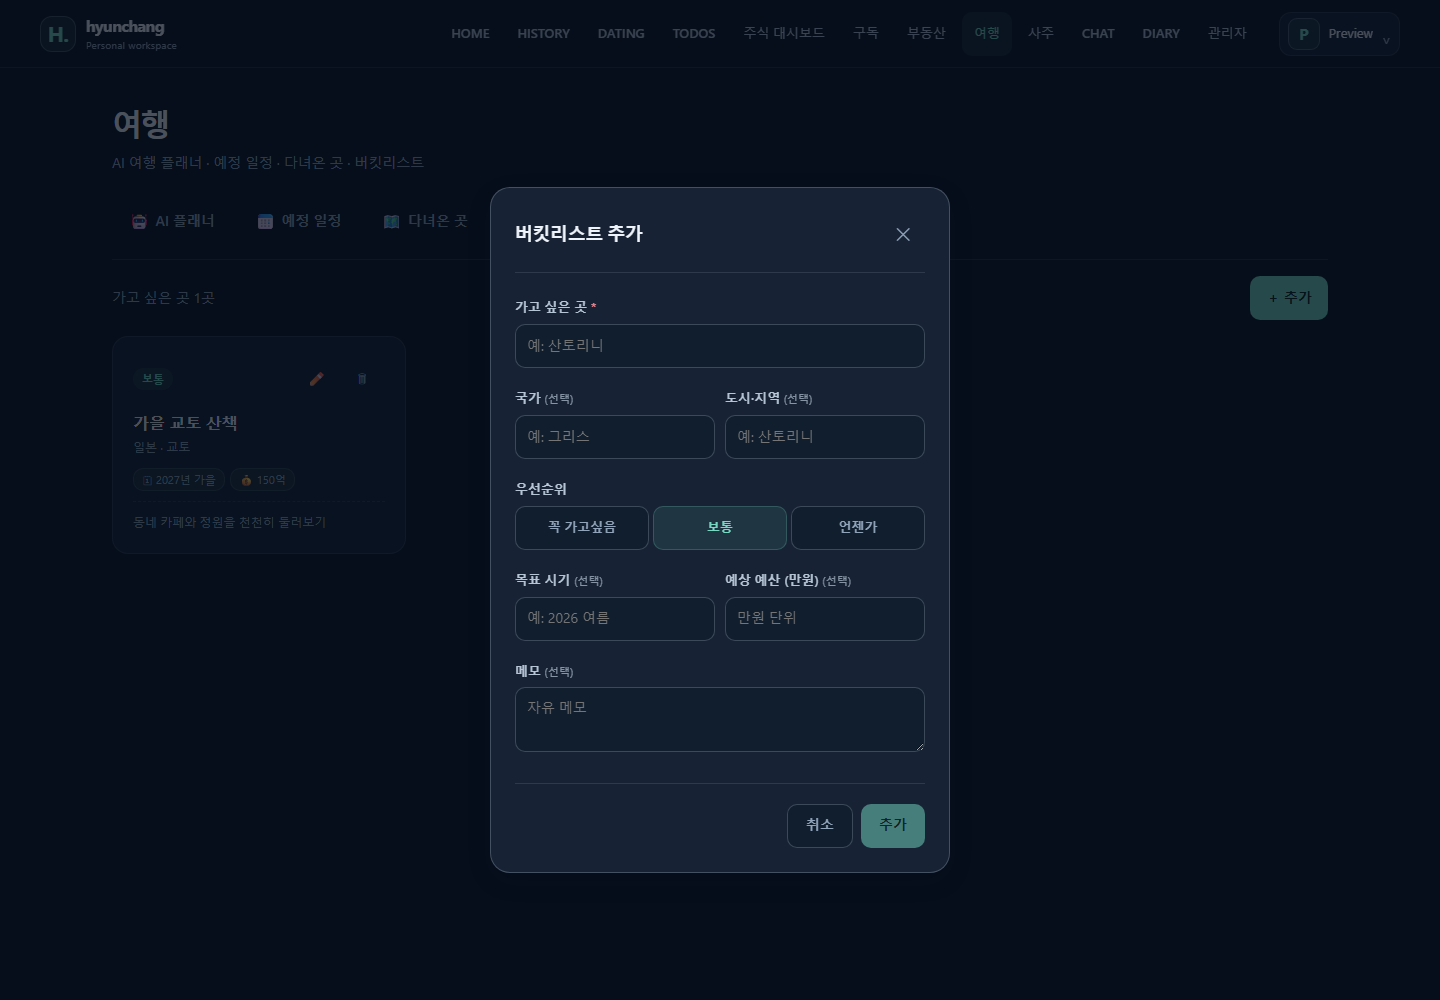 H.
hyunchang
Personal workspace
HOME
HISTORY
DATING
TODOS
주식 대시보드
구독
부동산
여행
사주
CHAT
DIARY
관리자
P
Preview
여행
AI 여행 플래너 · 예정 일정 · 다녀온 곳 · 버킷리스트
AI 플래너
예정 일정
다녀온 곳
가고 싶은 곳 1곳
+ 추가
보통
가을 교토 산책
일본 · 교토
2027년 가을
150억
동네 카페와 정원을 천천히 둘러보기
버킷리스트 추가
가고 싶은 곳 *
예: 산토리니
국가 (선택)
도시·지역 (선택)
예: 그리스
예: 산토리니
우선순위
꼭 가고싶음
보통
언젠가
목표 시기 (선택)
예상 예산 (만원) (선택)
예: 2026 여름
만원 단위
메모 (선택)
자유 메모
취소
추가